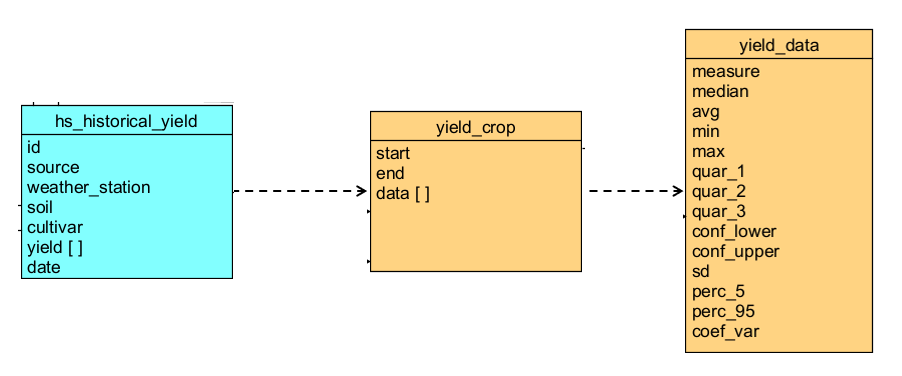 hs_historical_yield
id
source
weather_station
soil
cultivar
yield [ ]
date
yield_crop
start
end
data [ ]
yield_data
measure
median
avg
min
max
quar_1
quar_2
quar_3
conf_lower
conf_upper
sd
perc_5
perc_95
coef_var